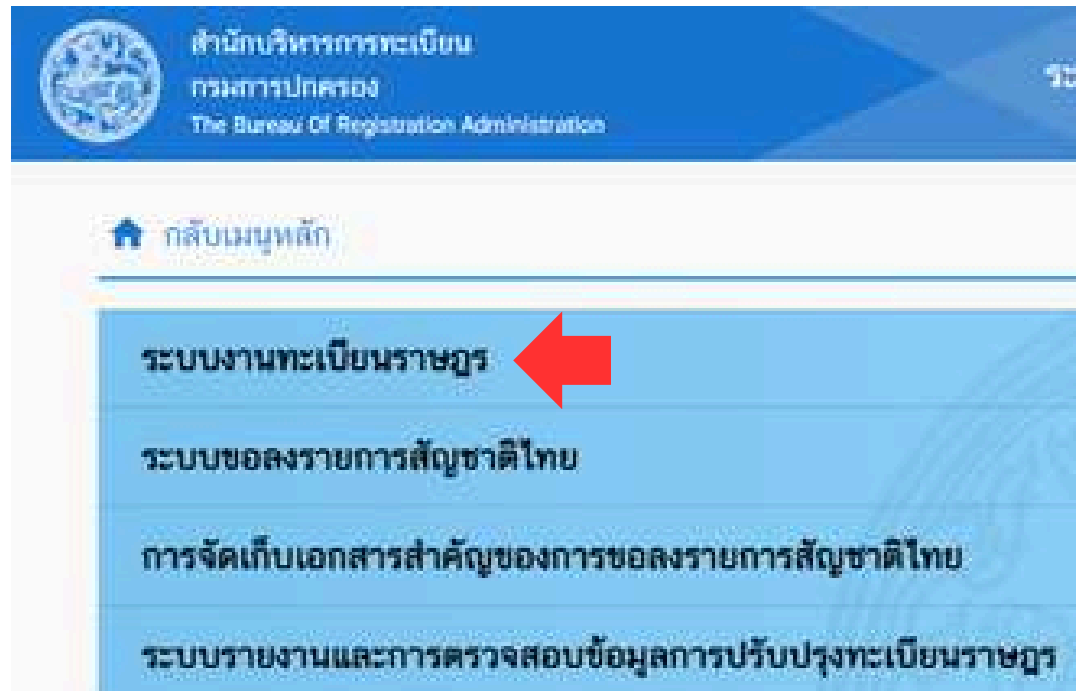 สำนักบริหารการทะเบียน
กรมการปกครอง
The Bureau Of Registration Administration
ระ
กลับเมนูหลัก
ระบบงานทะเบียนราษฎร
ระบบขอลงรายการสัญชาติไทย
การจัดเก็บเอกสารสำคัญของการขอลงรายการสัญชาติไทย
ระบบรายงานและการตรวจสอบข้อมูลการปรับปรุงทะเบียนราษฎร